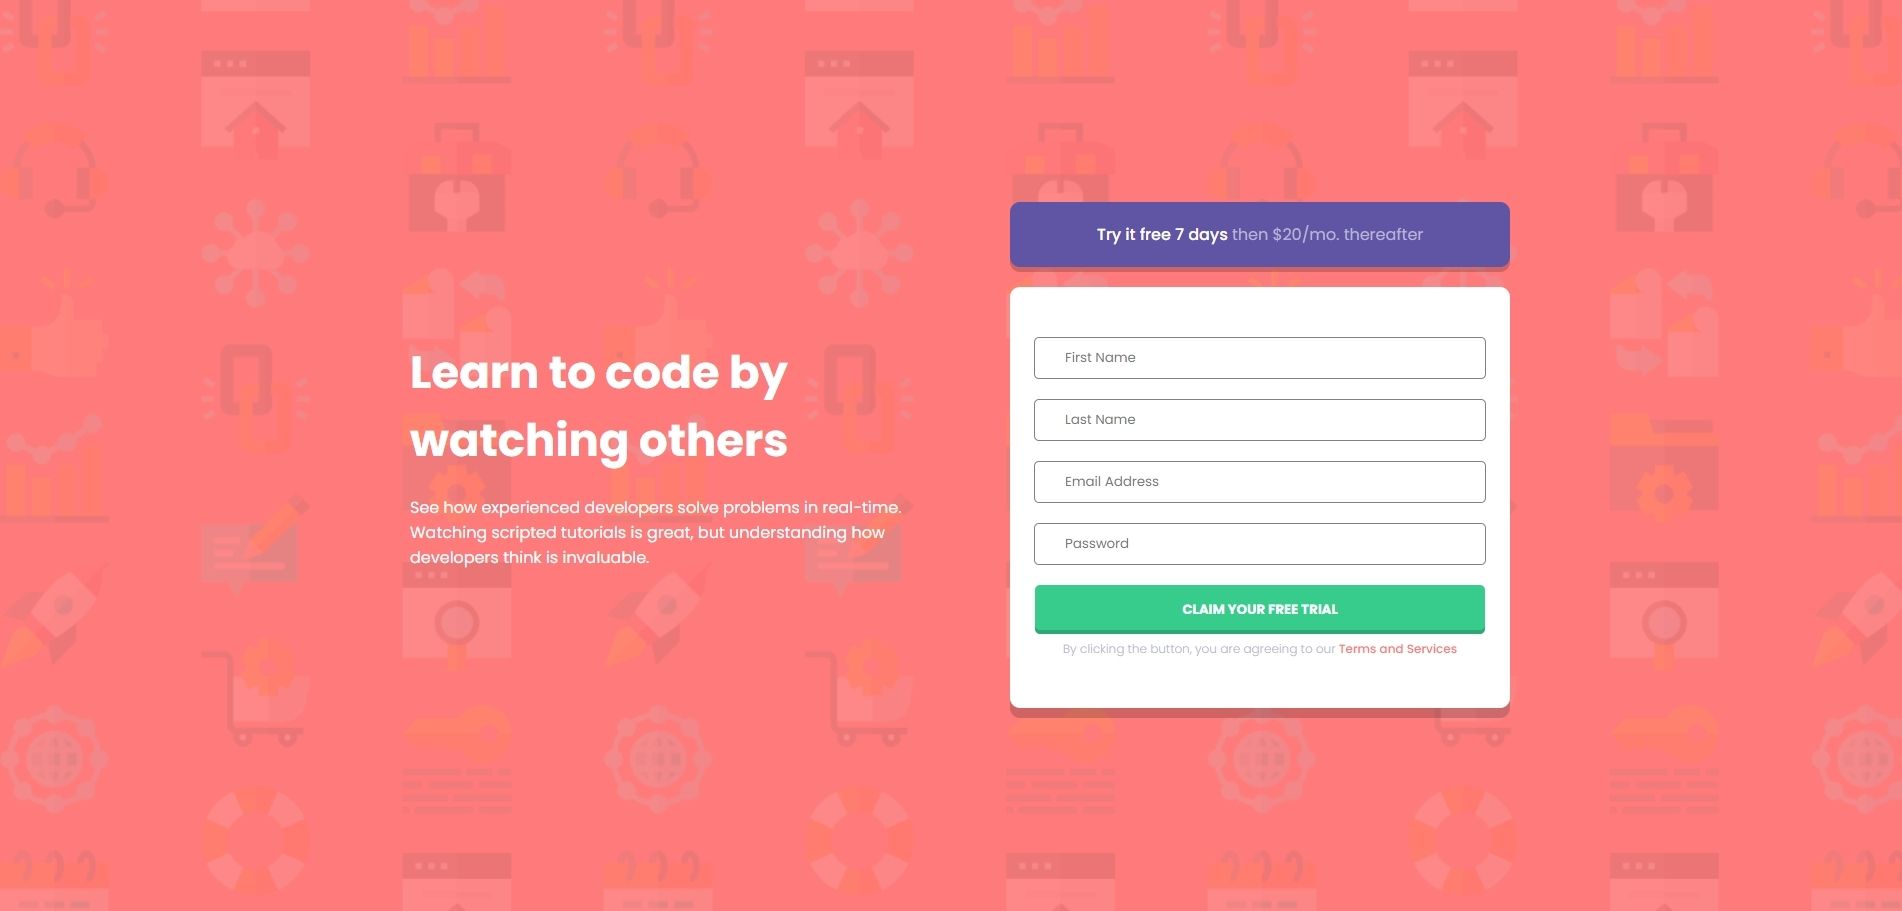 Learn to code by
watching others
See how experienced developers solve problems in real-time.
Watching scripted tutorials is great, but understanding how
developers think is invaluable.
Try it free 7 days then $20/mo. thereafter
First Name
Last Name
Email Address
Password
CLAIM YOUR FREE TRIAL
By clicking the button, you are agreeing to our Terms and Services